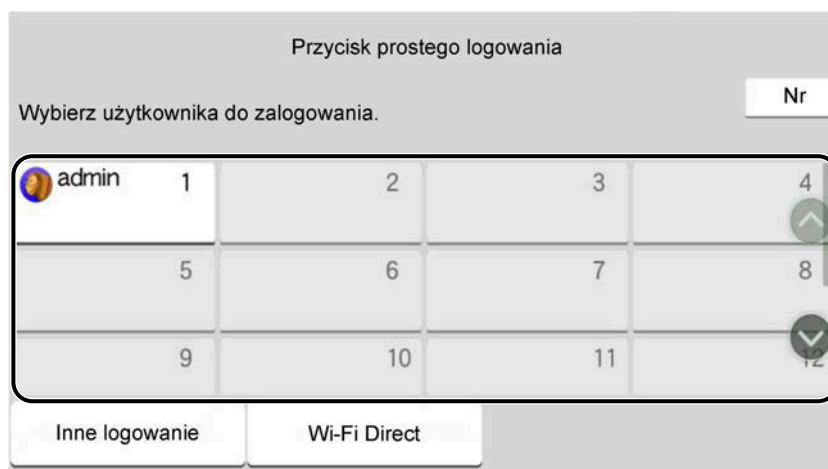 Przycisk prostego logowania
Nr
Wybierz użytkownika do zalogowania.
admin 1 2 3 4
5 6 7 8
9 10 11 12
Inne logowanie Wi-Fi Direct